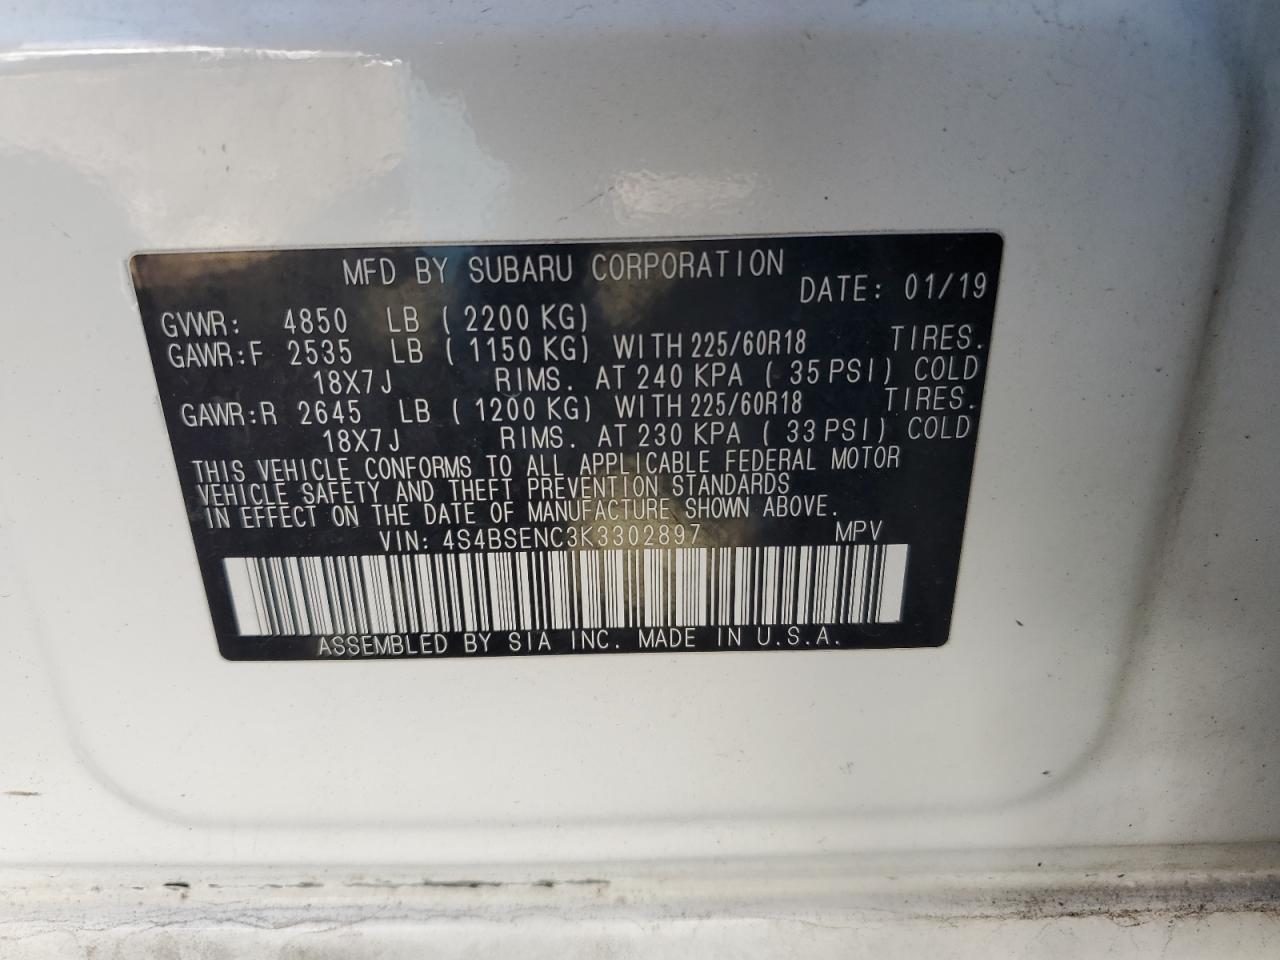 MFD BY SUBARU CORPORATION
DATE: 01/19
GVWR: 4850 LB ( 2200 KG)
GAWR:F 2535 LB ( 1150 KG) WITH 225/60R18 TIRES.
18X7J RIMS. AT 240 KPA ( 35 PSI) COLD
GAWR:R 2645 LB ( 1200 KG) WITH 225/60R18 TIRES.
18X7J RIMS. AT 230 KPA ( 33 PSI) COLD
THIS VEHICLE CONFORMS TO ALL APPLICABLE FEDERAL MOTOR
VEHICLE SAFETY AND THEFT PREVENTION STANDARDS
IN EFFECT ON THE DATE OF MANUFACTURE SHOWN ABOVE.
VIN: 4S4BSENC3K3302897 MPV
ASSEMBLED BY SIA INC. MADE IN U.S.A.